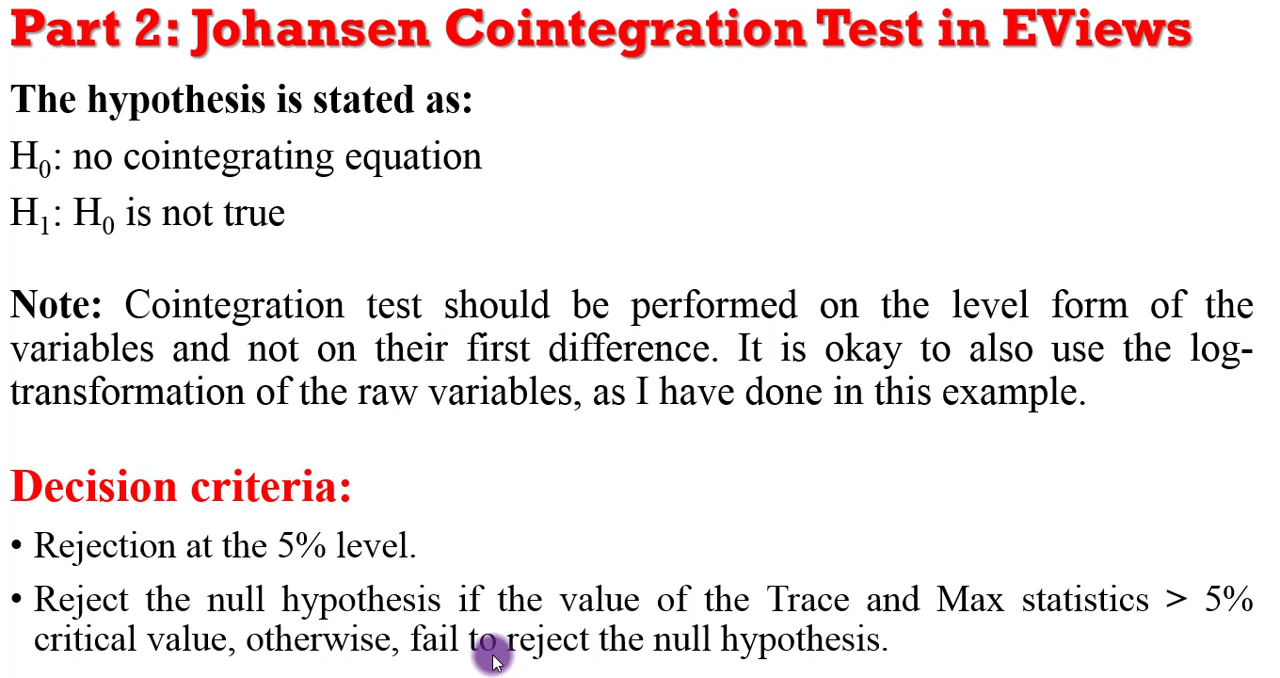 Part 2: Johansen Cointegration Test in EViews
The hypothesis is stated as:
H₀: no cointegrating equation
H₁: H₀ is not true
Note: Cointegration test should be performed on the level form of the
variables and not on their first difference. It is okay to also use the log-
transformation of the raw variables, as I have done in this example.
Decision criteria:
• Rejection at the 5% level.
• Reject the null hypothesis if the value of the Trace and Max statistics > 5%
critical value, otherwise, fail to reject the null hypothesis.